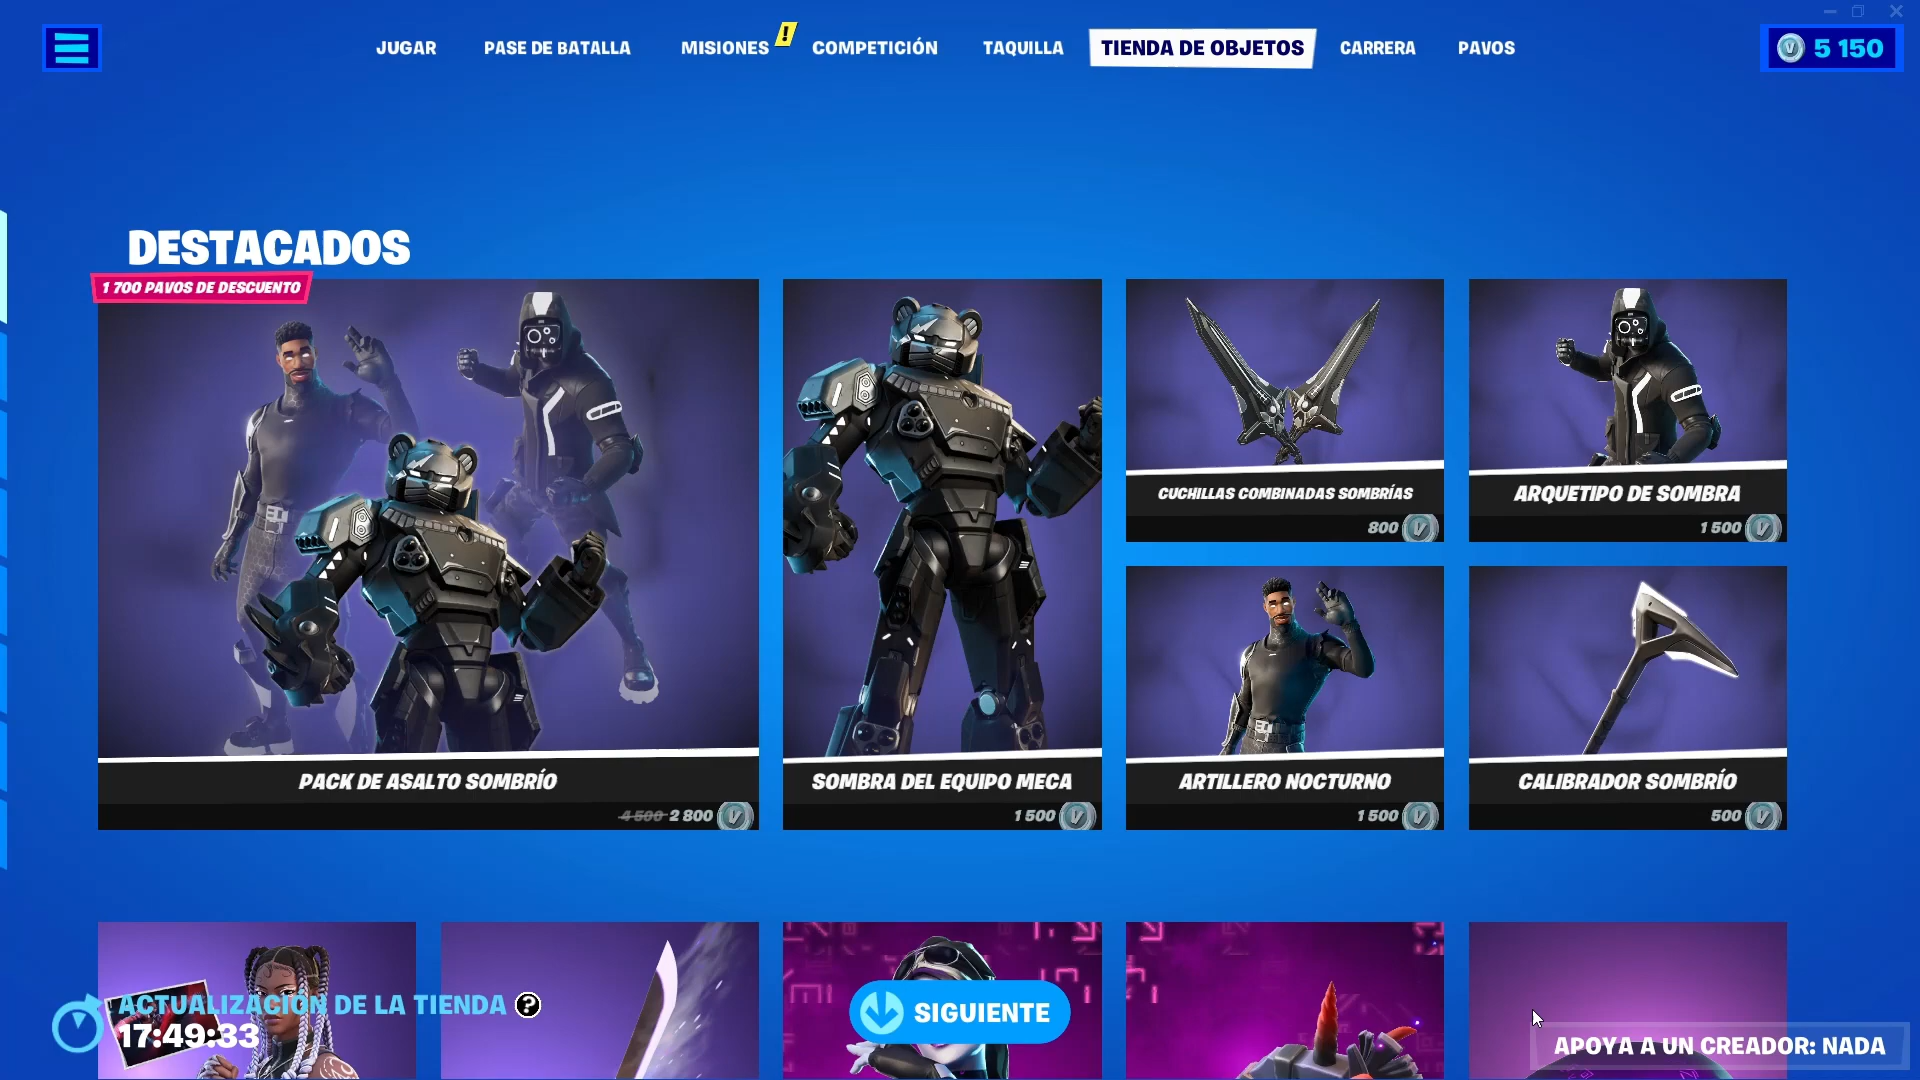 JUGAR
PASE DE BATALLA
MISIONES
!
COMPETICIÓN
TAQUILLA
TIENDA DE OBJETOS
CARRERA
PAVOS
5 150
DESTACADOS
1 700 PAVOS DE DESCUENTO
PACK DE ASALTO SOMBRÍO
4 500 2 800
SOMBRA DEL EQUIPO MECA
1 500
CUCHILLAS COMBINADAS SOMBRÍAS
800
ARQUETIPO DE SOMBRA
1 500
ARTILLERO NOCTURNO
1 500
CALIBRADOR SOMBRÍO
500
ACTUALIZACIÓN DE LA TIENDA ?
17:49:33
SIGUIENTE
APOYA A UN CREADOR: NADA